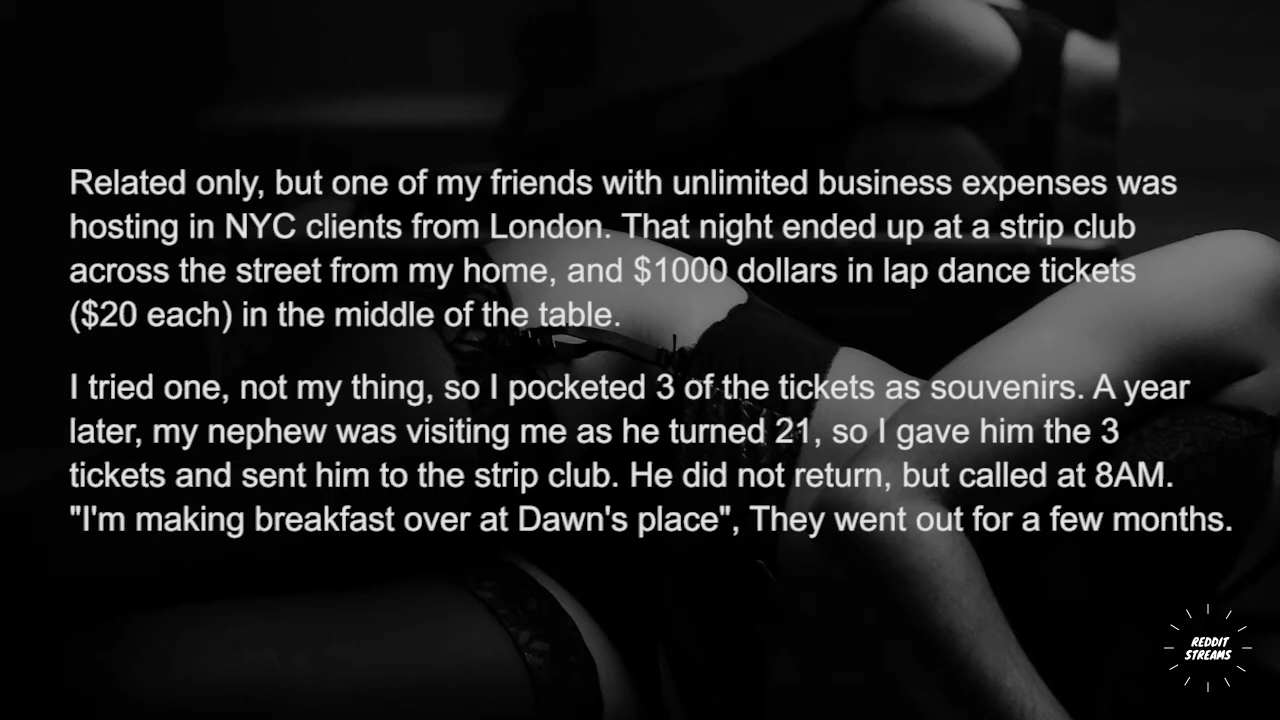 Related only, but one of my friends with unlimited business expenses was
hosting in NYC clients from London. That night ended up at a strip club
across the street from my home, and $1000 dollars in lap dance tickets
($20 each) in the middle of the table.
I tried one, not my thing, so I pocketed 3 of the tickets as souvenirs. A year
later, my nephew was visiting me as he turned 21, so I gave him the 3
tickets and sent him to the strip club. He did not return, but called at 8AM.
"I'm making breakfast over at Dawn's place", They went out for a few months.
REDDIT
STREAMS